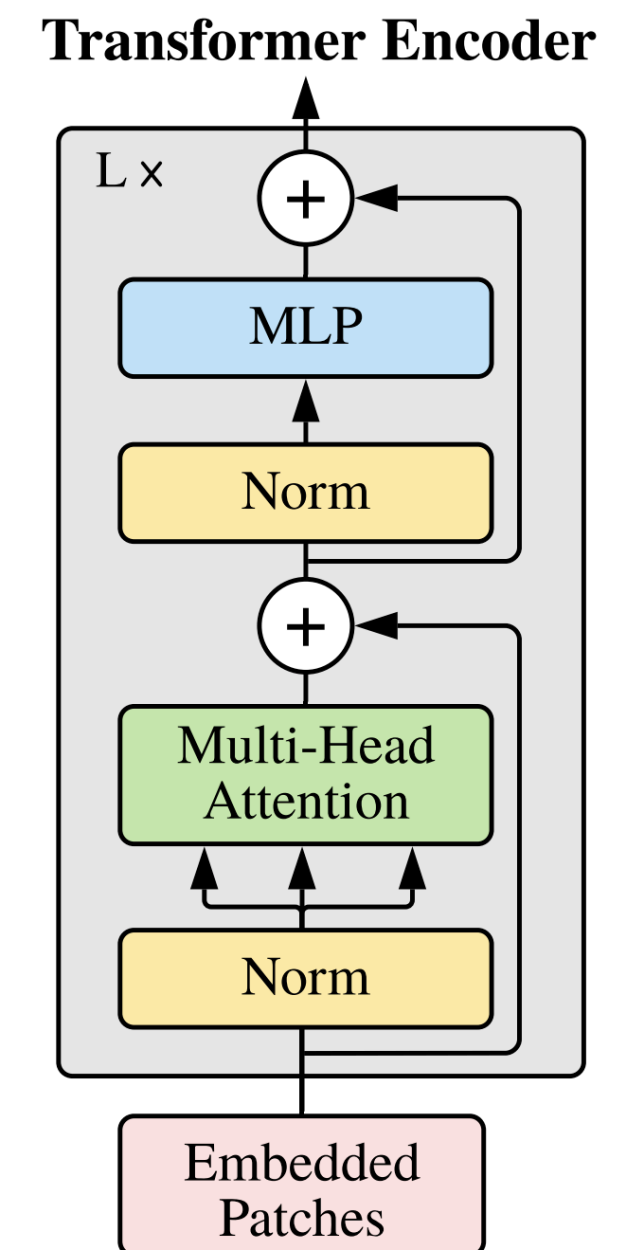 Transformer Encoder
L ×
+
MLP
Norm
+
Multi-Head
Attention
Norm
Embedded
Patches